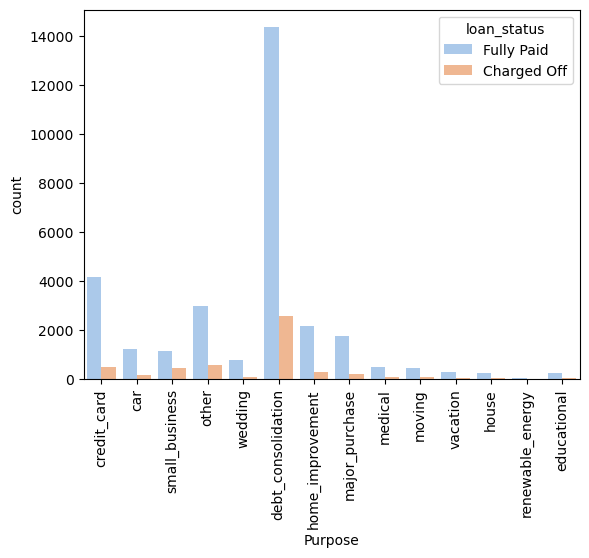 loan_status
Fully Paid
Charged Off
14000
12000
10000
8000
6000
4000
2000
0
count
credit_card
car
small_business
other
wedding
debt_consolidation
home_improvement
major_purchase
medical
moving
vacation
house
renewable_energy
educational
Purpose